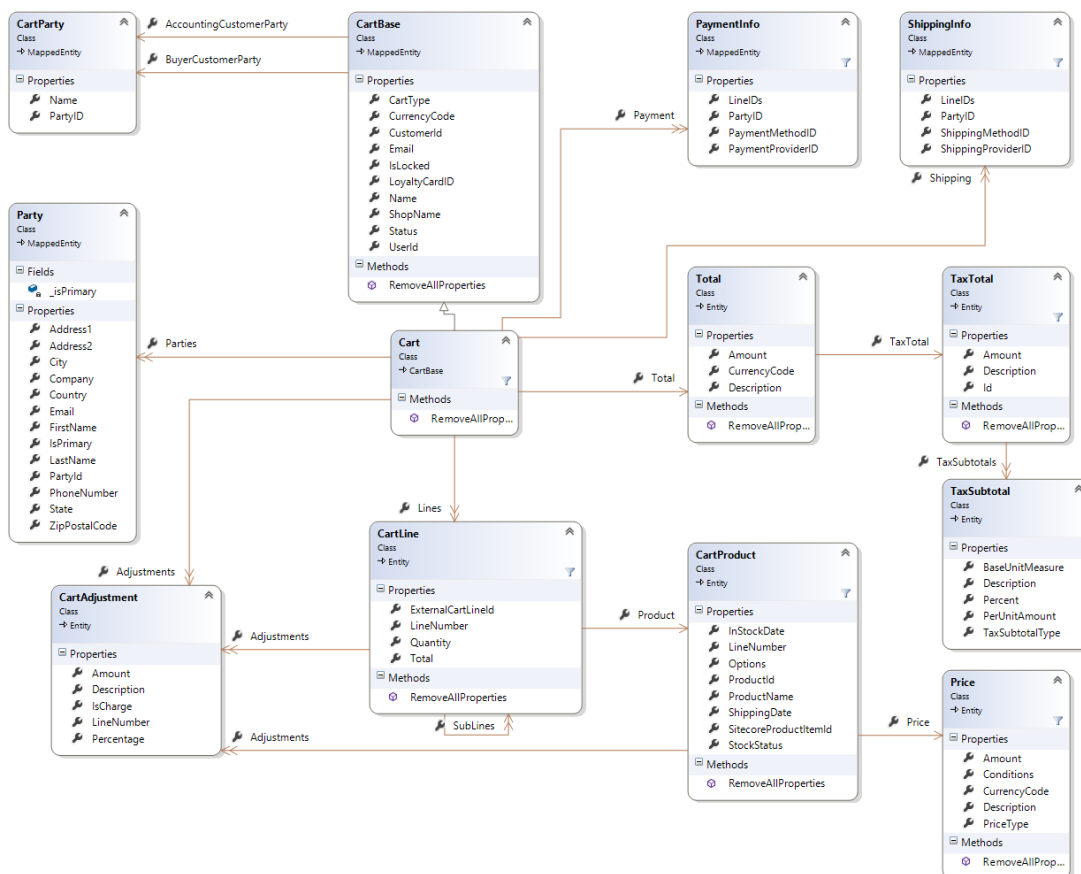 CartParty
Class
MappedEntity
Properties
Name
PartyID
AccountingCustomerParty
BuyerCustomerParty
CartBase
Class
MappedEntity
Properties
CartType
CurrencyCode
CustomerId
Email
IsLocked
LoyaltyCardID
Name
ShopName
Status
UserId
Methods
RemoveAllProperties
Payment
PaymentInfo
Class
MappedEntity
Properties
LineIDs
PartyID
PaymentMethodID
PaymentProviderID
ShippingInfo
Class
MappedEntity
Properties
LineIDs
PartyID
ShippingMethodID
ShippingProviderID
Shipping
Party
Class
MappedEntity
Fields
_isPrimary
Properties
Address1
Address2
City
Company
Country
Email
FirstName
IsPrimary
LastName
PartyId
PhoneNumber
State
ZipPostalCode
Parties
Cart
Class
CartBase
Methods
RemoveAllProp...
Total
Total
Class
Entity
Properties
Amount
CurrencyCode
Description
Methods
RemoveAllPrope...
TaxTotal
TaxTotal
Class
Entity
Properties
Amount
Description
Id
Methods
RemoveAllPrope...
TaxSubtotals
TaxSubtotal
Class
Entity
Properties
BaseUnitMeasure
Description
Percent
PerUnitAmount
TaxSubtotalType
Lines
Adjustments
CartAdjustment
Class
Entity
Properties
Amount
Description
IsCharge
LineNumber
Percentage
Adjustments
Adjustments
CartLine
Class
Entity
Properties
ExternalCartLineId
LineNumber
Quantity
Total
Methods
RemoveAllProperties
SubLines
Product
CartProduct
Class
Entity
Properties
InStockDate
LineNumber
Options
ProductId
ProductName
ShippingDate
SitecoreProductItemId
StockStatus
Methods
RemoveAllProperties
Price
Price
Class
Entity
Properties
Amount
Conditions
CurrencyCode
Description
PriceType
Methods
RemoveAllPrope...